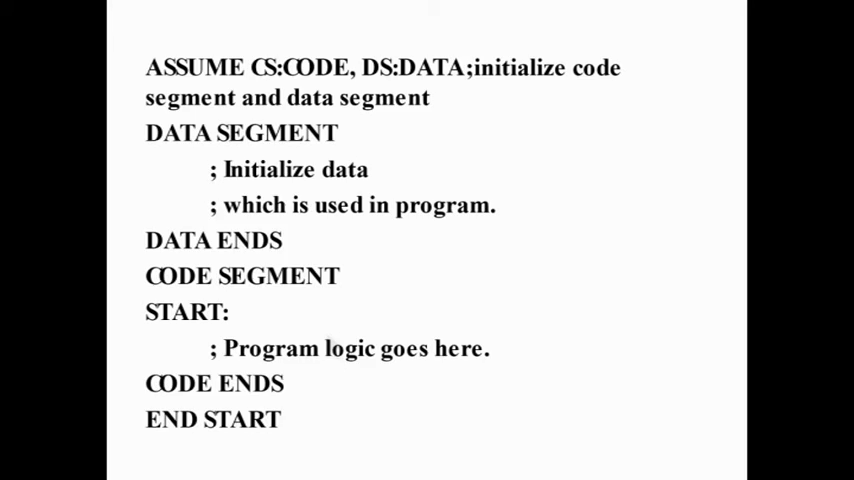 ASSUME CS:CODE, DS:DATA;initialize code
segment and data segment
DATA SEGMENT
; Initialize data
; which is used in program.
DATA ENDS
CODE SEGMENT
START:
; Program logic goes here.
CODE ENDS
END START